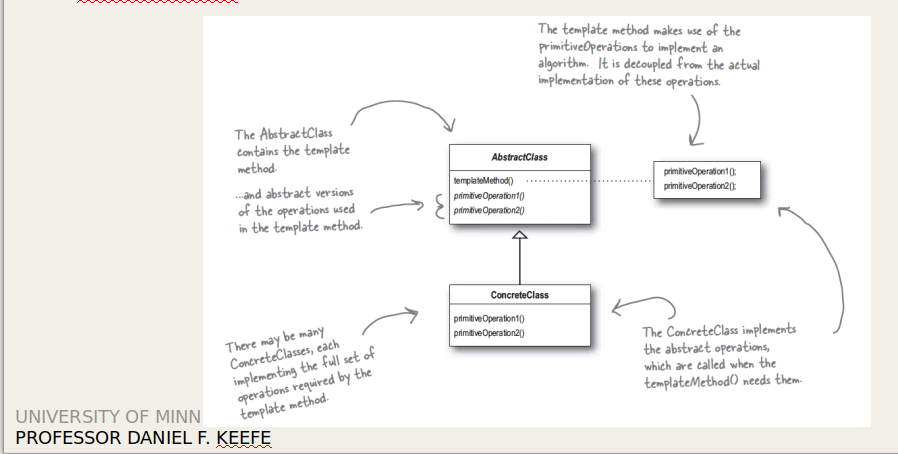 The template method makes use of the
primitiveOperations to implement an
algorithm. It is decoupled from the actual
implementation of these operations.
The AbstractClass
contains the template
method.
...and abstract versions
of the operations used
in the template method.
AbstractClass
templateMethod()
primitiveOperation1()
primitiveOperation2()
primitiveOperation1();
primitiveOperation2();
ConcreteClass
primitiveOperation1()
primitiveOperation2()
There may be many
ConcreteClasses, each
implementing the full set of
operations required by the
template method.
The ConcreteClass implements
the abstract operations,
which are called when the
templateMethod() needs them.
UNIVERSITY OF MINN
PROFESSOR DANIEL F. KEEFE